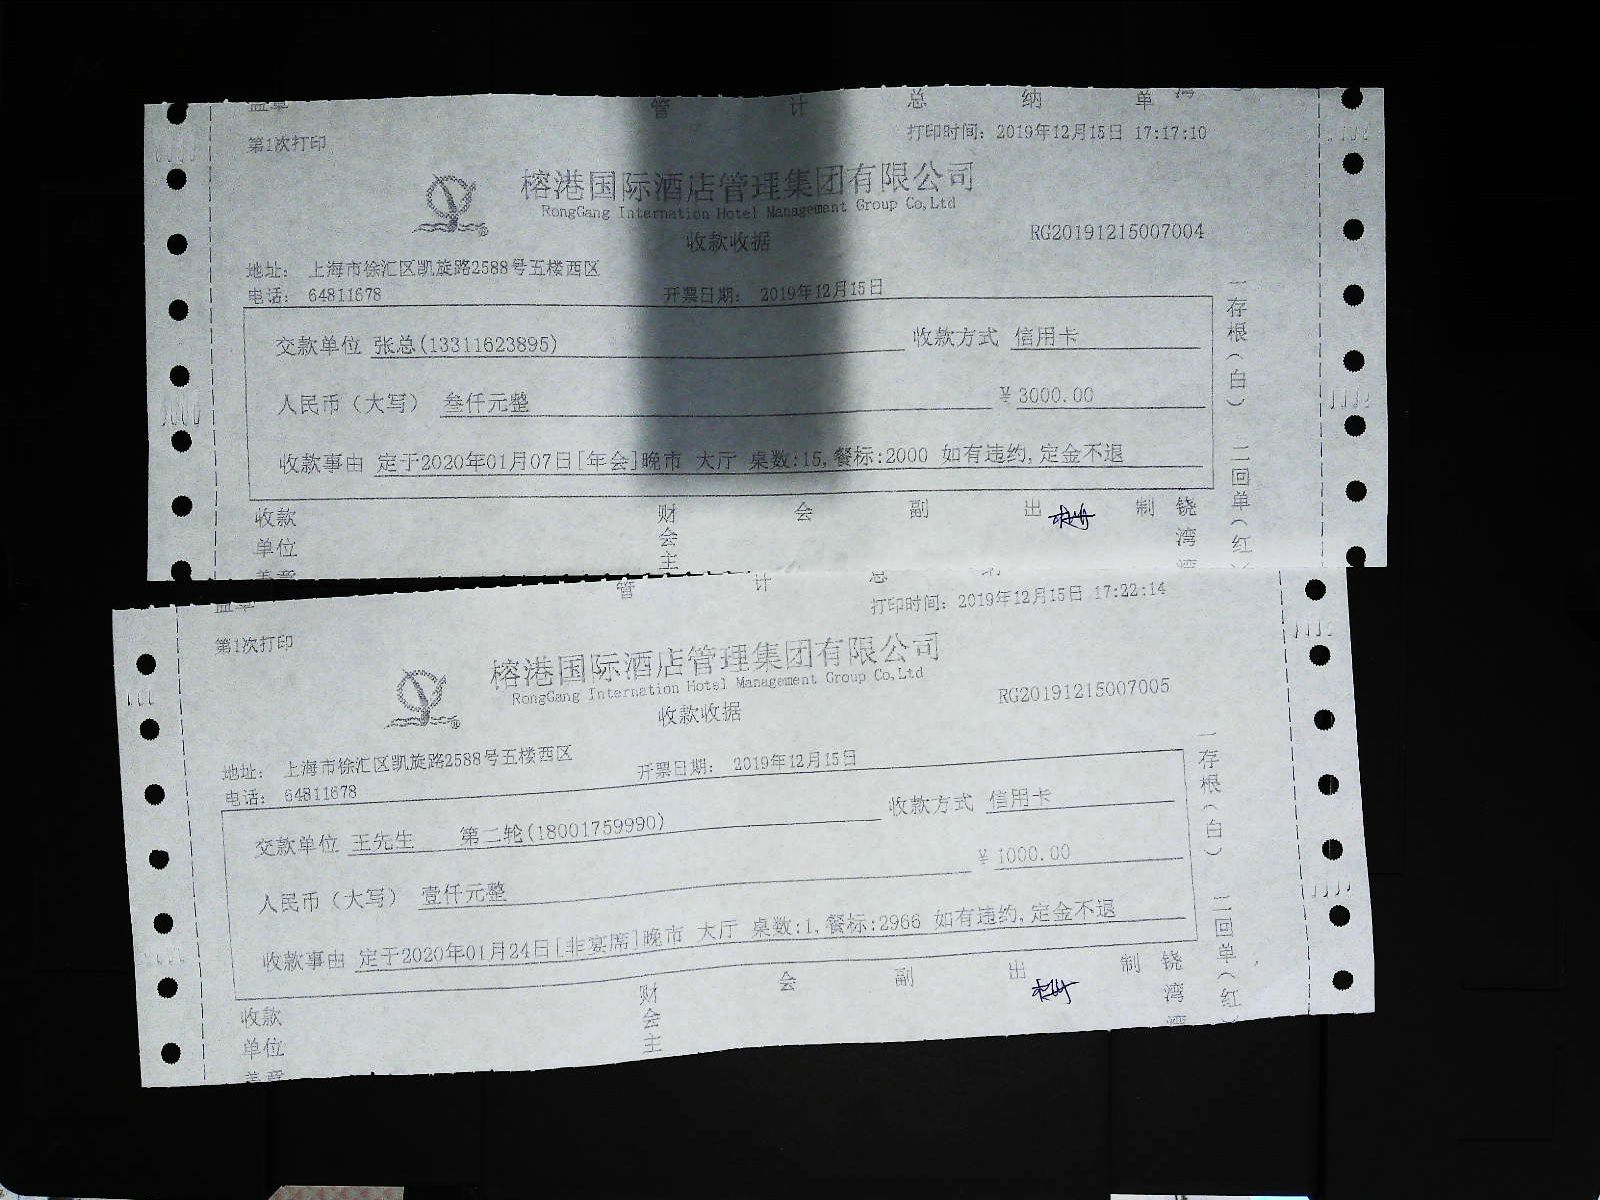 管 计 总 纳 单
第1次打印
打印时间：2019年12月15日 17:17:10
榕港国际酒店管理集团有限公司
RongGang Internation Hotel Management Group Co,Ltd
收款收据
RG20191215007004
地址： 上海市徐汇区凯旋路2588号五楼西区
电话： 64811678
开票日期： 2019年12月15日
交款单位 张总(13311623895)
收款方式 信用卡
人民币（大写） 叁仟元整
¥ 3000.00
收款事由 定于2020年01月07日[年会]晚市 大厅 桌数:15,餐标:2000 如有违约,定金不退
一存根(白) 二回单(红
收款单位
财会主
会 副 出 制 铙湾
管 计 总
打印时间：2019年12月15日 17:22:14
第1次打印
榕港国际酒店管理集团有限公司
RongGang Internation Hotel Management Group Co,Ltd
收款收据
RG20191215007005
地址： 上海市徐汇区凯旋路2588号五楼西区
电话： 64811678
开票日期： 2019年12月15日
交款单位 王先生 第二轮(18001759990)
收款方式 信用卡
人民币（大写） 壹仟元整
¥ 1000.00
收款事由 定于2020年01月24日[非宴席]晚市 大厅 桌数:1,餐标:2966 如有违约,定金不退
一存根(白) 二回单(红
收款单位
财会主
会 副 出 制 铙湾